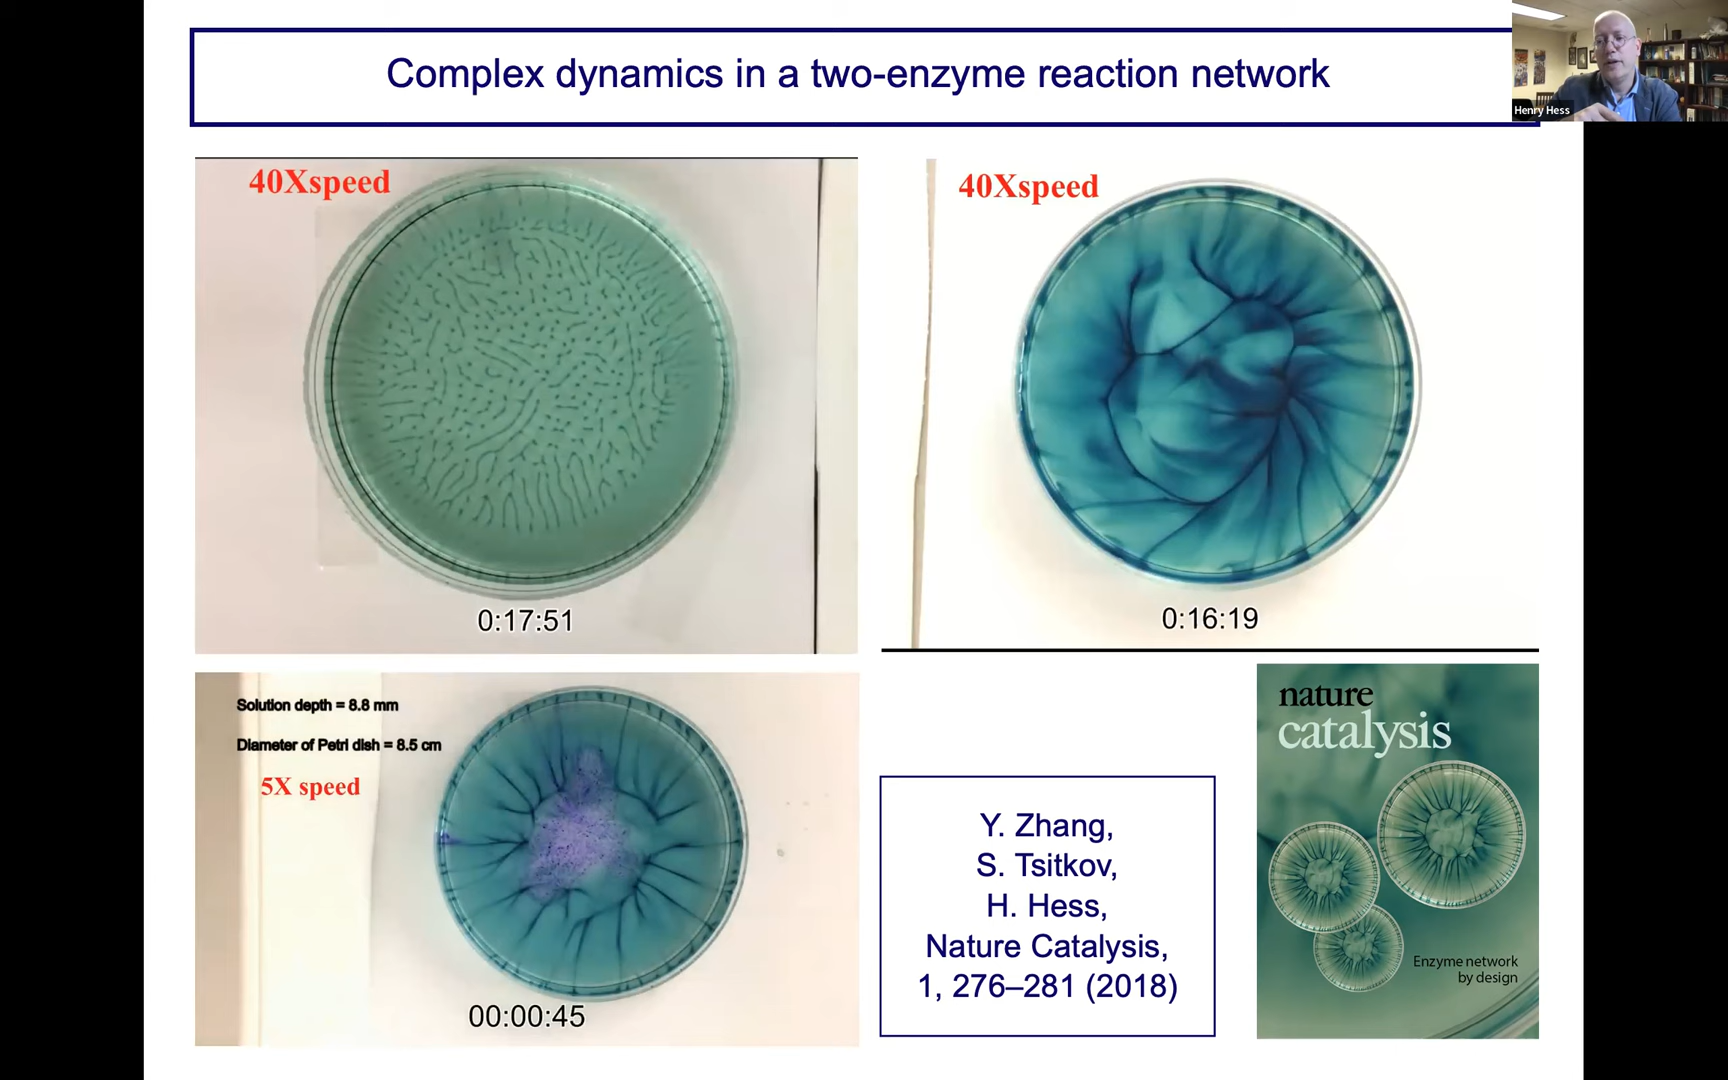 Complex dynamics in a two-enzyme reaction network
Henry Hess
40Xspeed
0:17:51
40Xspeed
0:16:19
Solution depth = 8.8 mm
Diameter of Petri dish = 8.5 cm
5X speed
00:00:45
Y. Zhang,
S. Tsitkov,
H. Hess,
Nature Catalysis,
1, 276–281 (2018)
nature
catalysis
Enzyme network
by design